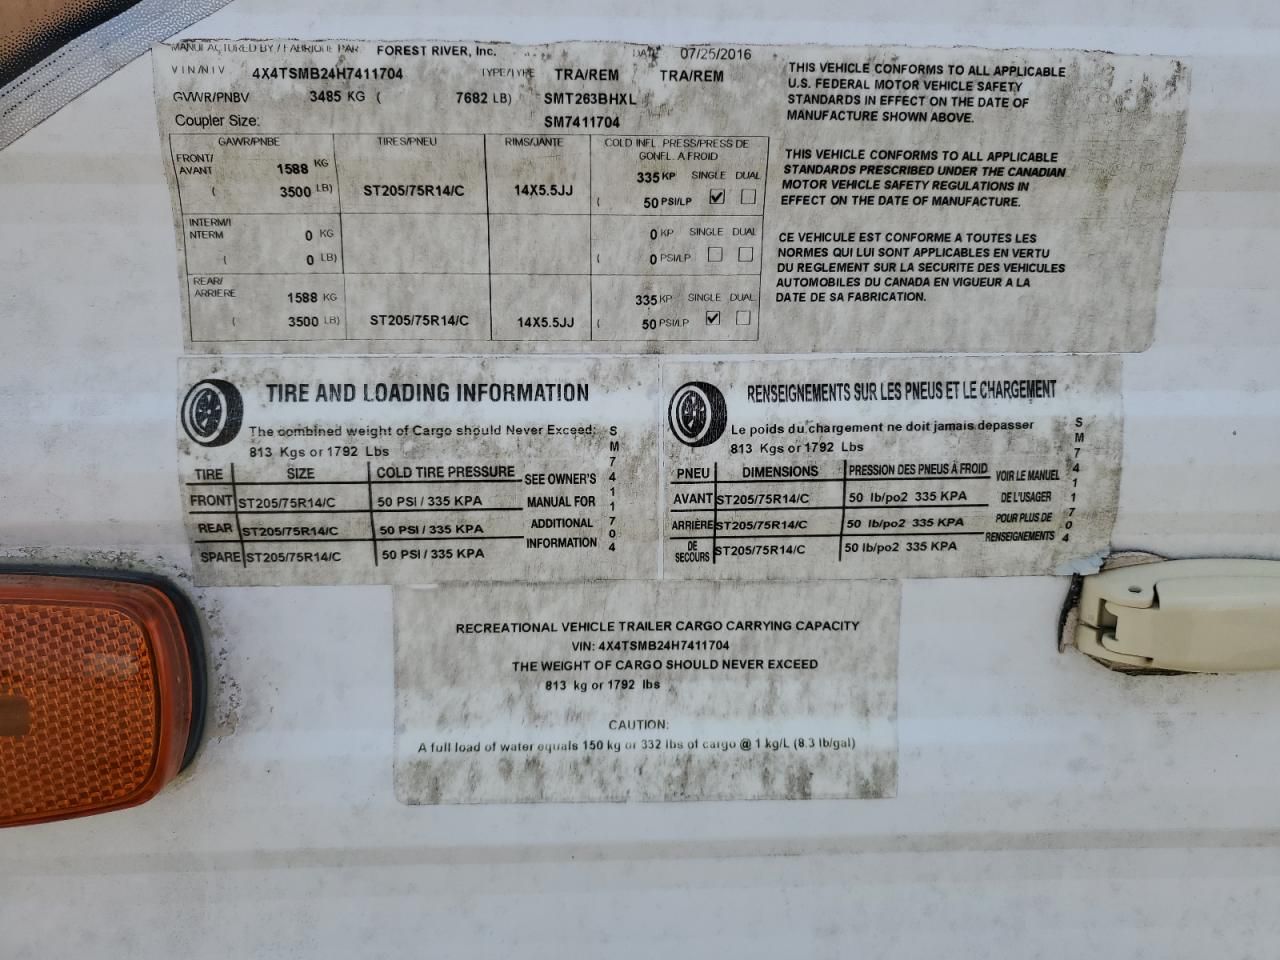 MANUFACTURED BY / FABRIQUE PAR FOREST RIVER, Inc. DATE 07/25/2016
VIN/NIV 4X4TSMB24H7411704 TYPE/TYPE TRA/REM TRA/REM
GVWR/PNBV 3485 KG ( 7682 LB) SMT263BHXL
Coupler Size: SM7411704
GAWR/PNBE TIRES/PNEU RIMS/JANTE COLD INFL. PRESS/PRESS DE
GONFL. A FROID
FRONT/
AVANT 1588 KG 335 KP SINGLE DUAL
( 3500 LB) ST205/75R14/C 14X5.5JJ ( 50 PSI/LP
INTERM/I
NTERM 0 KG 0 KP SINGLE DUAL
( 0 LB) ( 0 PSI/LP
REAR/
ARRIERE 1588 KG 335 KP SINGLE DUAL
( 3500 LB) ST205/75R14/C 14X5.5JJ ( 50 PSI/LP
THIS VEHICLE CONFORMS TO ALL APPLICABLE
U.S. FEDERAL MOTOR VEHICLE SAFETY
STANDARDS IN EFFECT ON THE DATE OF
MANUFACTURE SHOWN ABOVE.
THIS VEHICLE CONFORMS TO ALL APPLICABLE
STANDARDS PRESCRIBED UNDER THE CANADIAN
MOTOR VEHICLE SAFETY REGULATIONS IN
EFFECT ON THE DATE OF MANUFACTURE.
CE VEHICULE EST CONFORME A TOUTES LES
NORMES QUI LUI SONT APPLICABLES EN VERTU
DU REGLEMENT SUR LA SECURITE DES VEHICULES
AUTOMOBILES DU CANADA EN VIGUEUR A LA
DATE DE SA FABRICATION.
TIRE AND LOADING INFORMATION
The combined weight of Cargo should Never Exceed:
813 Kgs or 1792 Lbs
TIRE SIZE COLD TIRE PRESSURE SEE OWNER'S
FRONT ST205/75R14/C 50 PSI / 335 KPA MANUAL FOR
REAR ST205/75R14/C 50 PSI / 335 KPA ADDITIONAL
SPARE ST205/75R14/C 50 PSI / 335 KPA INFORMATION
SM7411704
RENSEIGNEMENTS SUR LES PNEUS ET LE CHARGEMENT
Le poids du chargement ne doit jamais depasser
813 Kgs or 1792 Lbs
PNEU DIMENSIONS PRESSION DES PNEUS À FROID VOIR LE MANUEL
AVANT ST205/75R14/C 50 lb/po2 335 KPA DE L'USAGER
ARRIÈRE ST205/75R14/C 50 lb/po2 335 KPA POUR PLUS DE
DE
SECOURS ST205/75R14/C 50 lb/po2 335 KPA RENSEIGNEMENTS
SM7411704
RECREATIONAL VEHICLE TRAILER CARGO CARRYING CAPACITY
VIN: 4X4TSMB24H7411704
THE WEIGHT OF CARGO SHOULD NEVER EXCEED
813 kg or 1792 lbs
CAUTION:
A full load of water equals 150 kg or 332 lbs of cargo @ 1 kg/L (8.3 lb/gal)